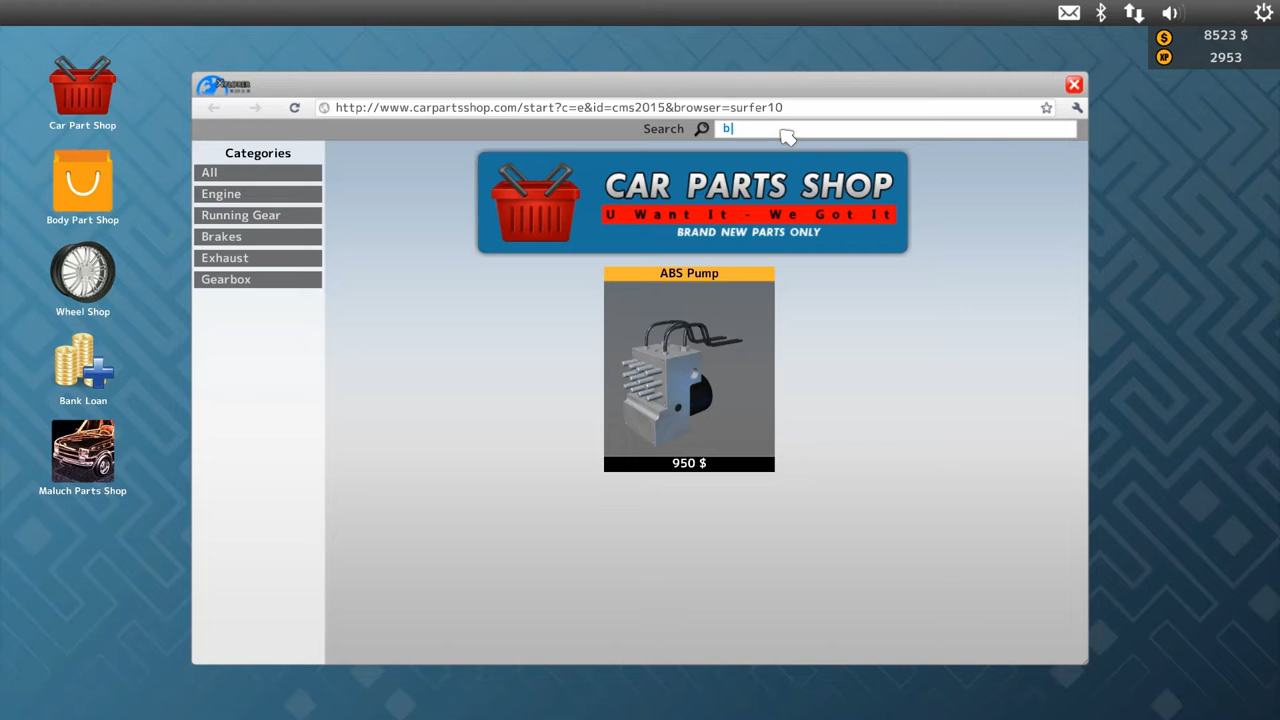 8523 $
2953
Car Part Shop
Body Part Shop
Wheel Shop
Bank Loan
Maluch Parts Shop
http://www.carpartsshop.com/start?c=e&id=cms2015&browser=surfer10
Search b
Categories
All
Engine
Running Gear
Brakes
Exhaust
Gearbox
CAR PARTS SHOP
U Want It - We Got It
BRAND NEW PARTS ONLY
ABS Pump
950 $